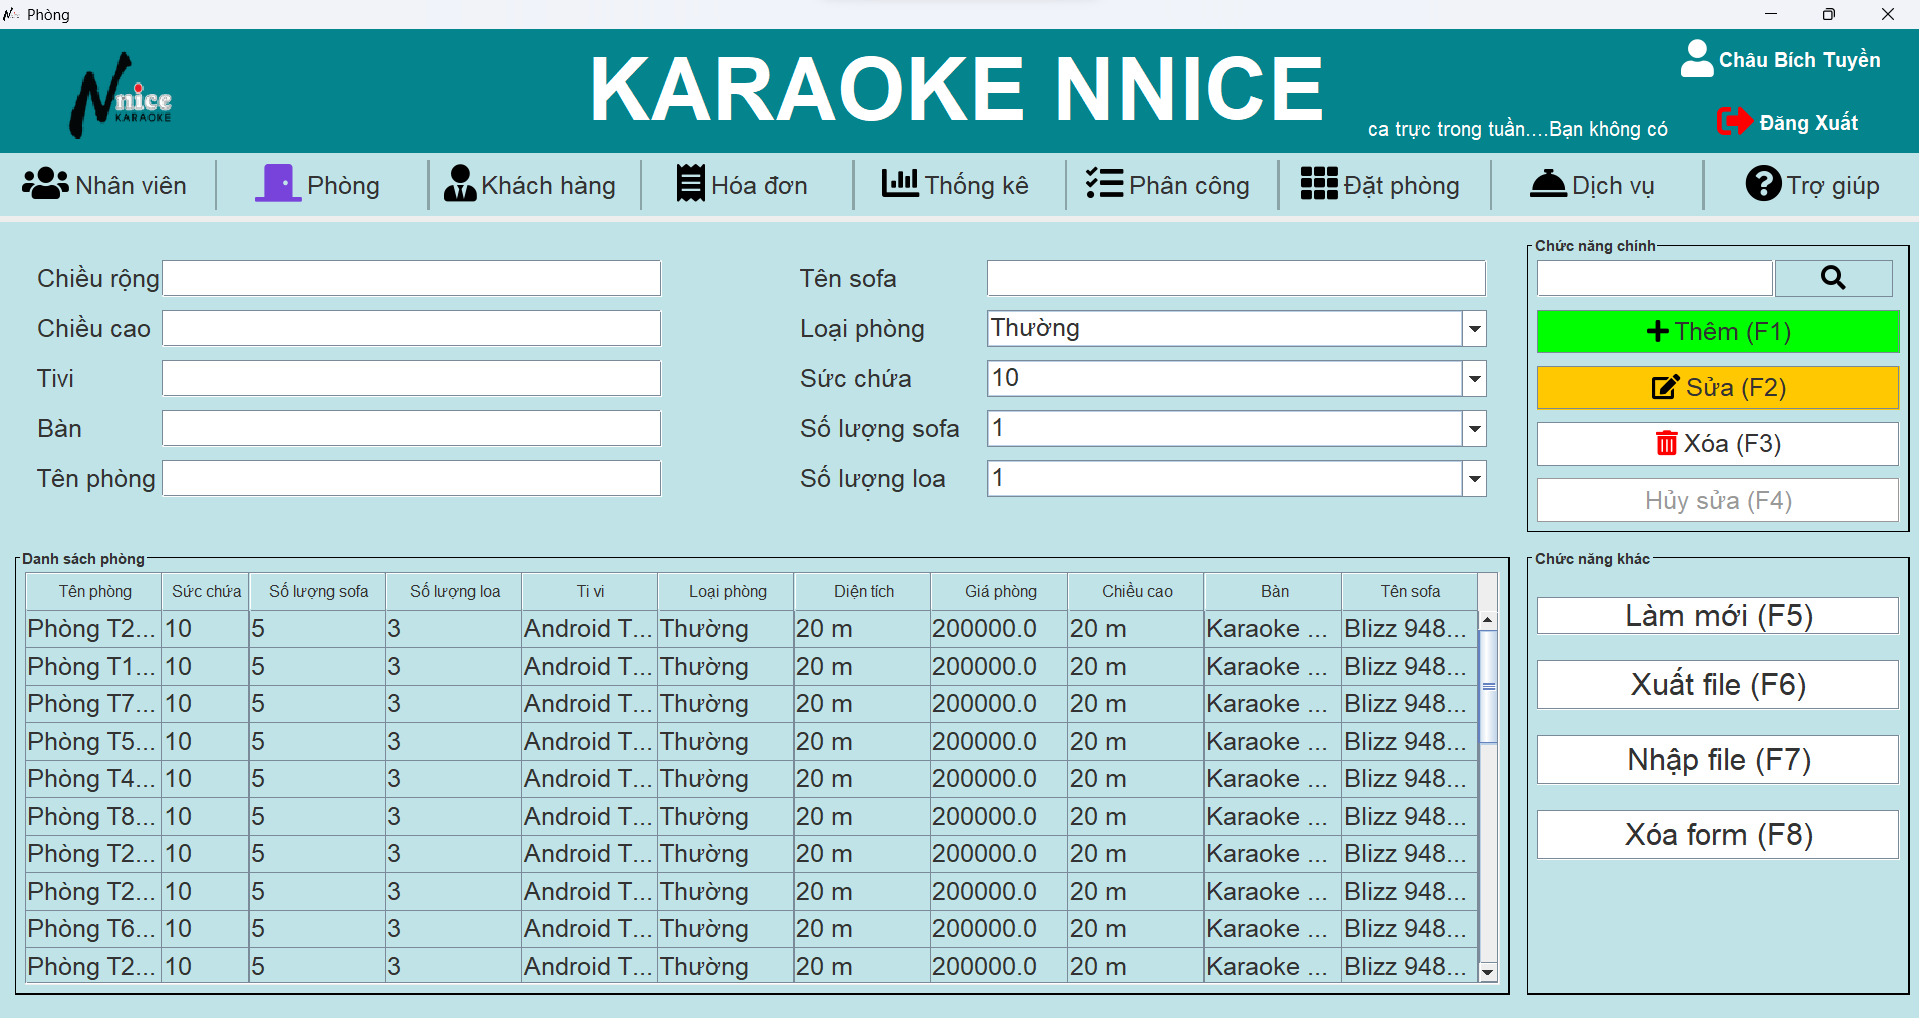 Phòng
nice
KARAOKE
KARAOKE NNICE
Châu Bích Tuyền
ca trực trong tuần....Bạn không có
Đăng Xuất
Nhân viên
Phòng
Khách hàng
Hóa đơn
Thống kê
Phân công
Đặt phòng
Dịch vụ
Trợ giúp
Chiều rộng
Chiều cao
Tivi
Bàn
Tên phòng
Tên sofa
Loại phòng Thường
Sức chứa 10
Số lượng sofa 1
Số lượng loa 1
Chức năng chính
Thêm (F1)
Sửa (F2)
Xóa (F3)
Hủy sửa (F4)
Danh sách phòng
Tên phòng Sức chứa Số lượng sofa Số lượng loa Ti vi Loại phòng Diện tích Giá phòng Chiều cao Bàn Tên sofa
Phòng T2... 10 5 3 Android T... Thường 20 m 200000.0 20 m Karaoke ... Blizz 948...
Phòng T1... 10 5 3 Android T... Thường 20 m 200000.0 20 m Karaoke ... Blizz 948...
Phòng T7... 10 5 3 Android T... Thường 20 m 200000.0 20 m Karaoke ... Blizz 948...
Phòng T5... 10 5 3 Android T... Thường 20 m 200000.0 20 m Karaoke ... Blizz 948...
Phòng T4... 10 5 3 Android T... Thường 20 m 200000.0 20 m Karaoke ... Blizz 948...
Phòng T8... 10 5 3 Android T... Thường 20 m 200000.0 20 m Karaoke ... Blizz 948...
Phòng T2... 10 5 3 Android T... Thường 20 m 200000.0 20 m Karaoke ... Blizz 948...
Phòng T2... 10 5 3 Android T... Thường 20 m 200000.0 20 m Karaoke ... Blizz 948...
Phòng T6... 10 5 3 Android T... Thường 20 m 200000.0 20 m Karaoke ... Blizz 948...
Phòng T2... 10 5 3 Android T... Thường 20 m 200000.0 20 m Karaoke ... Blizz 948...
Chức năng khác
Làm mới (F5)
Xuất file (F6)
Nhập file (F7)
Xóa form (F8)